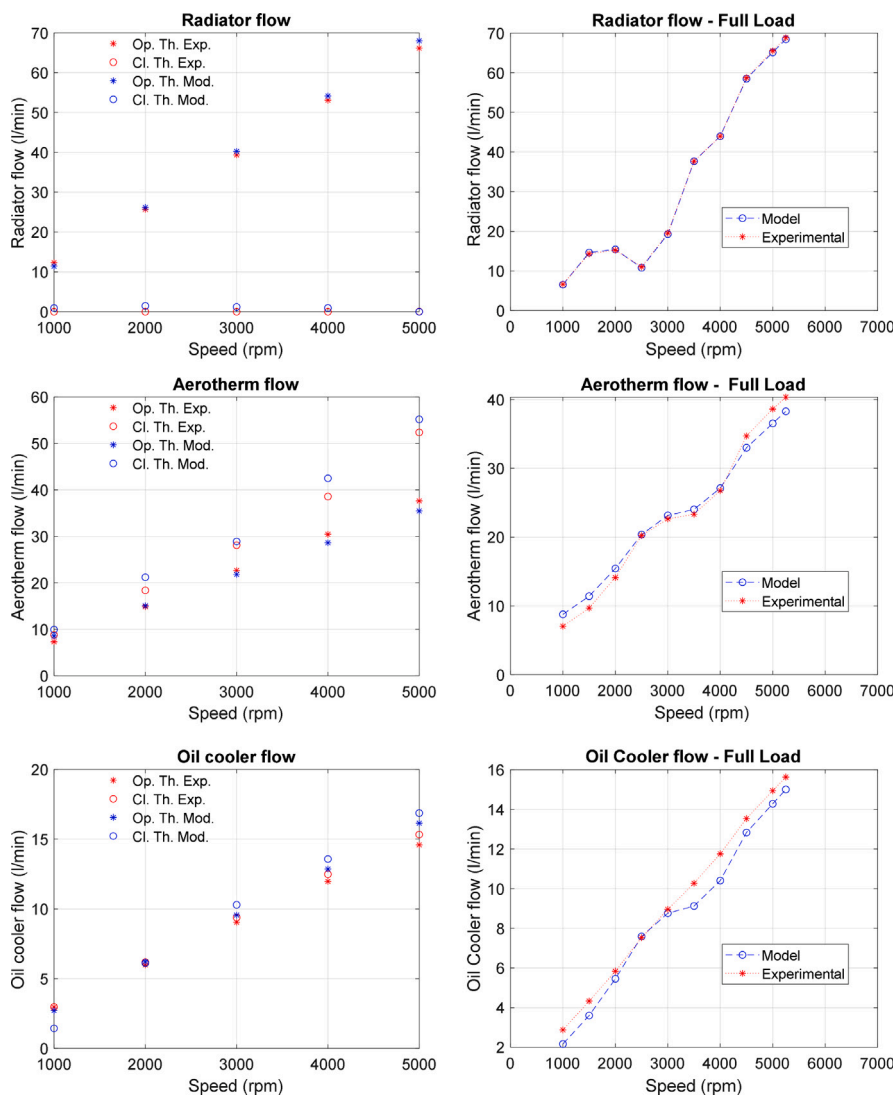 Radiator flow
70
60
50
40
30
20
10
0
Radiator flow (l/min)
Op. Th. Exp.
Cl. Th. Exp.
Op. Th. Mod.
Cl. Th. Mod.
1000 2000 3000 4000 5000
Speed (rpm)
Radiator flow - Full Load
70
60
50
40
30
20
10
0
Radiator flow (l/min)
Model
Experimental
0 1000 2000 3000 4000 5000 6000 7000
Speed (rpm)
Aerotherm flow
60
50
40
30
20
10
0
Aerotherm flow (l/min)
Op. Th. Exp.
Cl. Th. Exp.
Op. Th. Mod.
Cl. Th. Mod.
1000 2000 3000 4000 5000
Speed (rpm)
Aerotherm flow - Full Load
40
30
20
10
0
Aerotherm flow (l/min)
Model
Experimental
0 1000 2000 3000 4000 5000 6000 7000
Speed (rpm)
Oil cooler flow
20
15
10
5
0
Oil cooler flow (l/min)
Op. Th. Exp.
Cl. Th. Exp.
Op. Th. Mod.
Cl. Th. Mod.
1000 2000 3000 4000 5000
Speed (rpm)
Oil Cooler flow - Full Load
16
14
12
10
8
6
4
2
Oil Cooler flow (l/min)
Model
Experimental
0 1000 2000 3000 4000 5000 6000 7000
Speed (rpm)